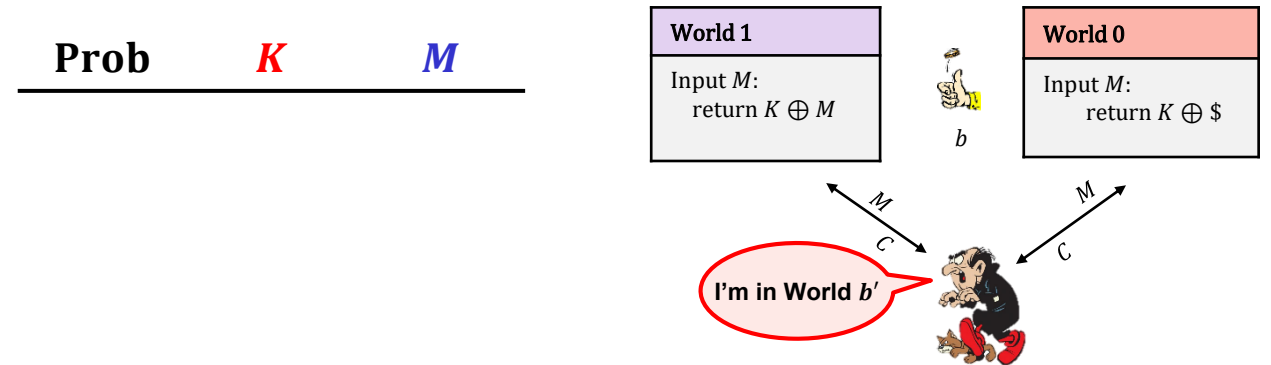 Prob K M
World 1
Input M:
return K ⊕ M
b
World 0
Input M:
return K ⊕ $
M
C
M
C
I'm in World b′